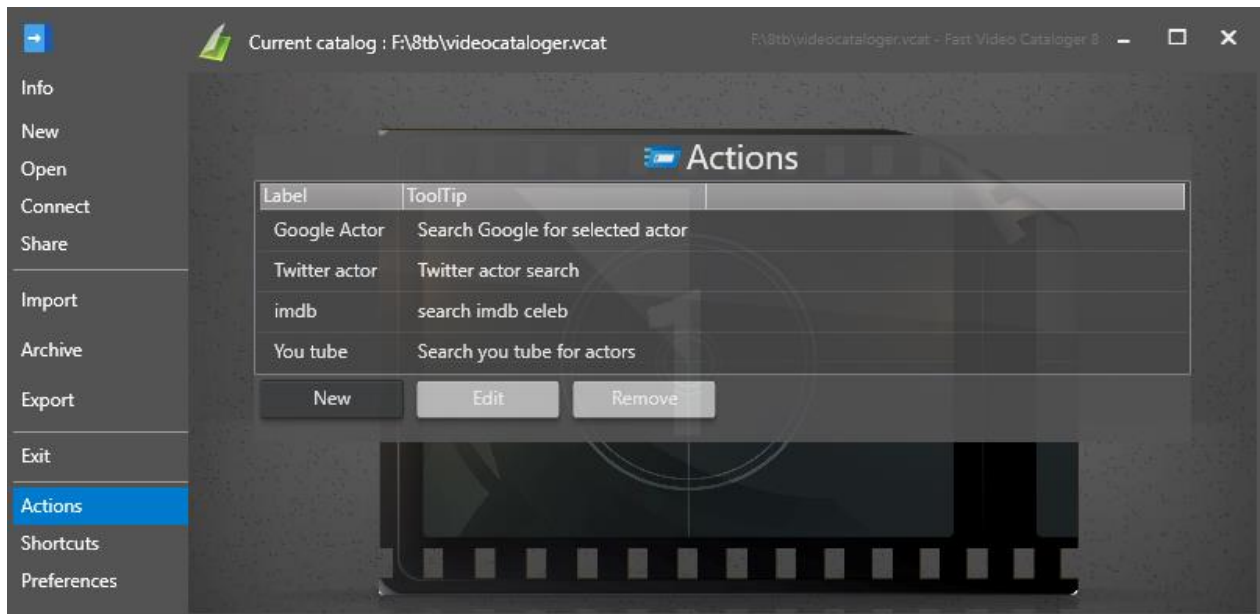 Current catalog : F:\8tb\videocataloger.vcat
F:\8tb\videocataloger.vcat - Fast Video Cataloger 8
Info
New
Open
Connect
Share
Import
Archive
Export
Exit
Actions
Shortcuts
Preferences
Actions
Label ToolTip
Google Actor Search Google for selected actor
Twitter actor Twitter actor search
imdb search imdb celeb
You tube Search you tube for actors
New Edit Remove
1